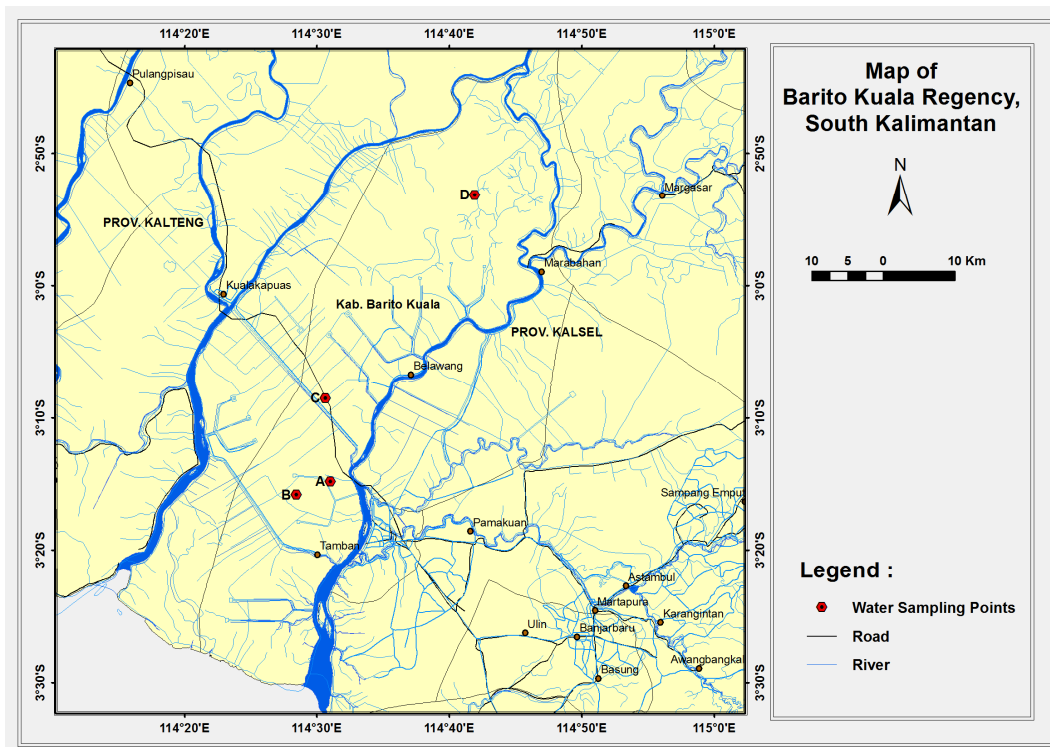 114°20'E 114°30'E 114°40'E 114°50'E 115°0'E
Map of
Barito Kuala Regency,
South Kalimantan
N
10 5 0 10 Km
Pulangpisau
2°50'S 2°50'S
Margasar
D
PROV. KALTENG
Marabahan
Kualakapuas
3°0'S 3°0'S
Kab. Barito Kuala
PROV. KALSEL
Belawang
C
3°10'S 3°10'S
A
B
Sampang Empu
Pamakuan
Tamban
3°20'S 3°20'S
Astambul
Martapura
Karangintan
Ulin
Banjarbaru
Awangbangkal
Basung
3°30'S 3°30'S
114°20'E 114°30'E 114°40'E 114°50'E 115°0'E
Legend :
Water Sampling Points
Road
River